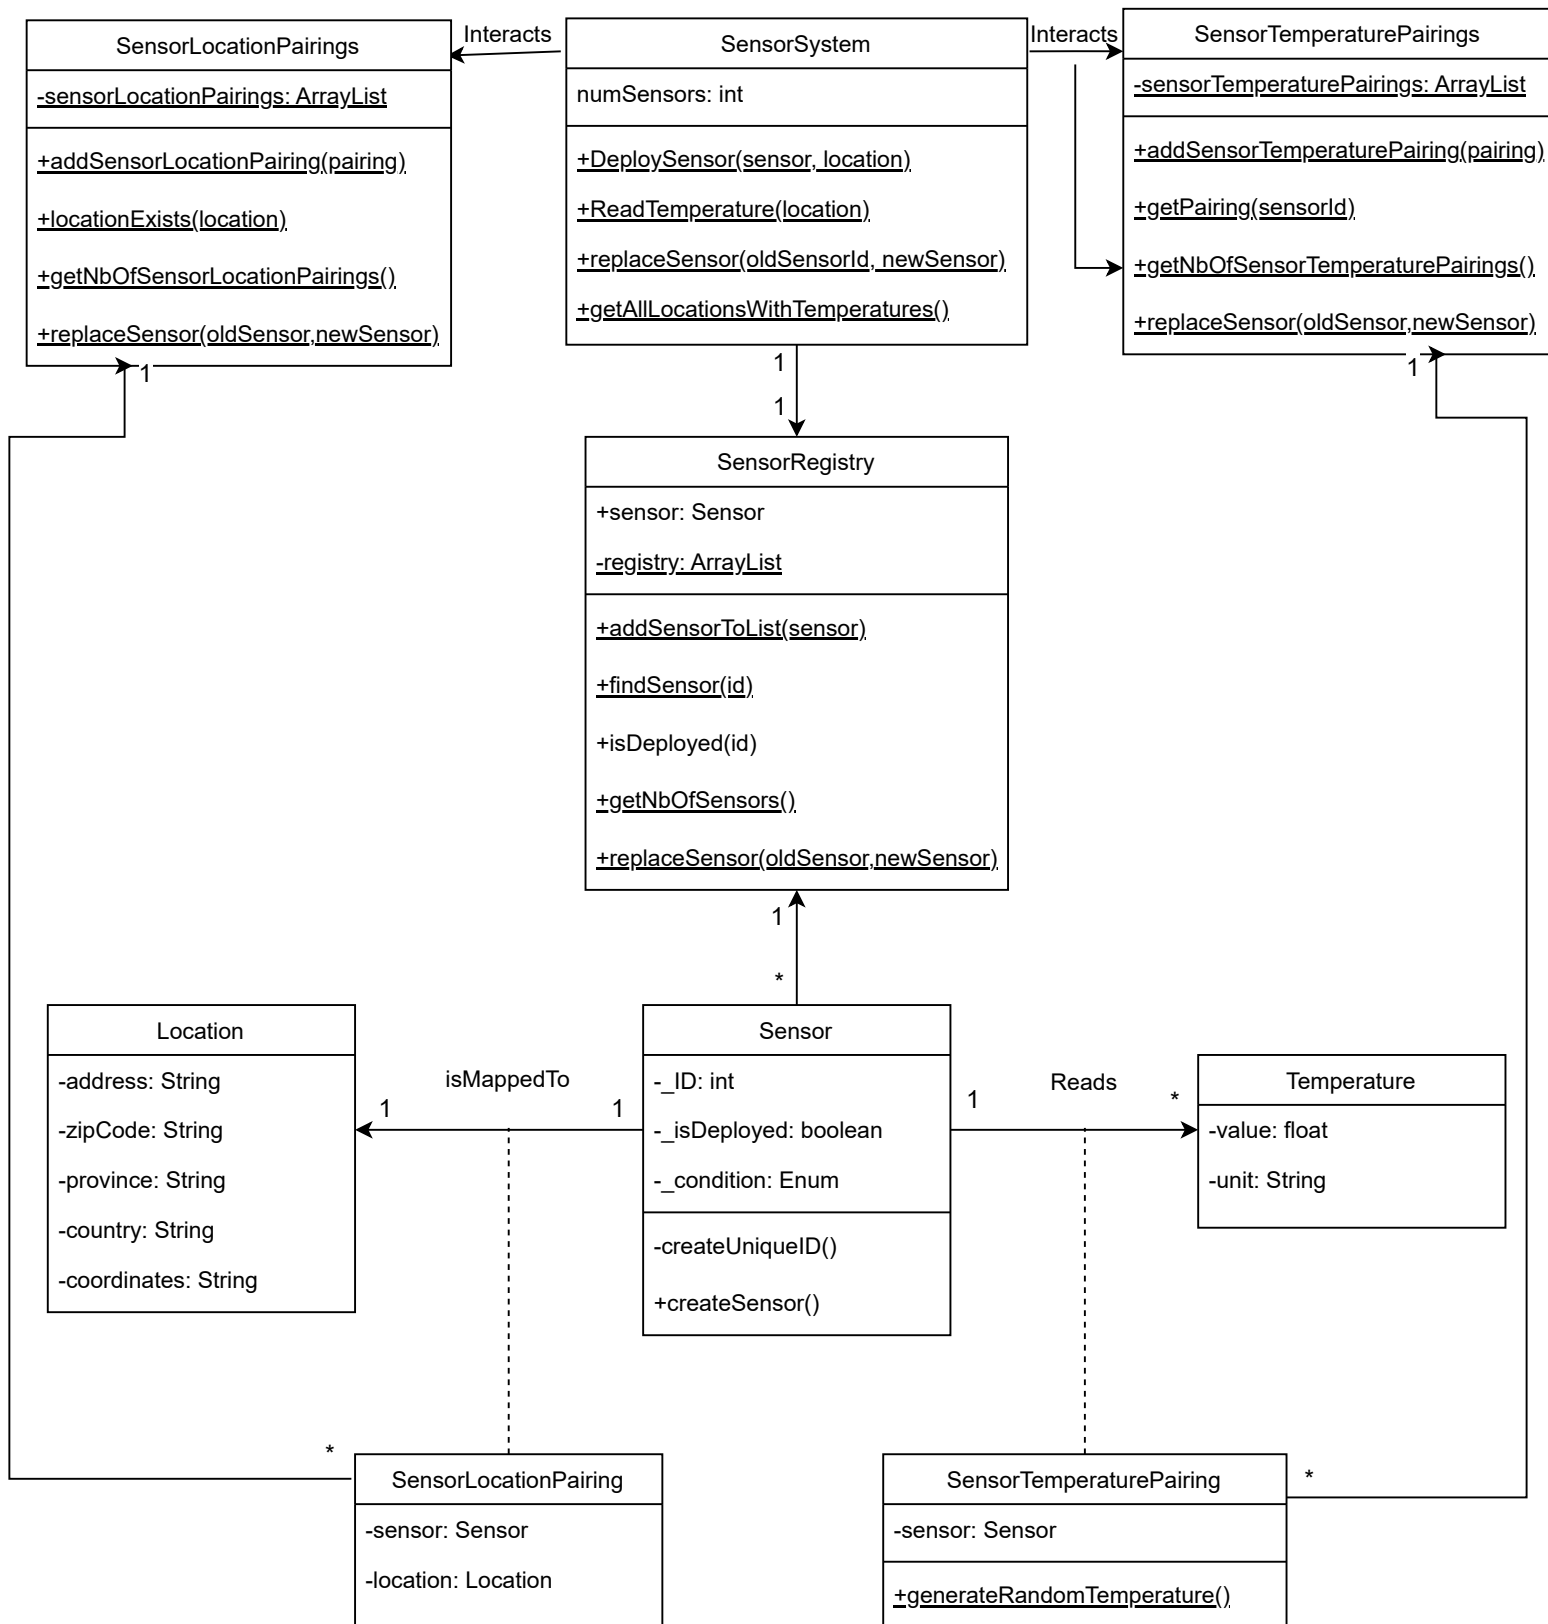 SensorLocationPairings
-sensorLocationPairings: ArrayList
+addSensorLocationPairing(pairing)
+locationExists(location)
+getNbOfSensorLocationPairings()
+replaceSensor(oldSensor,newSensor)
1
Interacts
SensorSystem
numSensors: int
+DeploySensor(sensor, location)
+ReadTemperature(location)
+replaceSensor(oldSensorId, newSensor)
+getAllLocationsWithTemperatures()
Interacts
SensorTemperaturePairings
-sensorTemperaturePairings: ArrayList
+addSensorTemperaturePairing(pairing)
+getPairing(sensorId)
+getNbOfSensorTemperaturePairings()
+replaceSensor(oldSensor,newSensor)
1
1
1
SensorRegistry
+sensor: Sensor
-registry: ArrayList
+addSensorToList(sensor)
+findSensor(id)
+isDeployed(id)
+getNbOfSensors()
+replaceSensor(oldSensor,newSensor)
1
*
Location
-address: String
-zipCode: String
-province: String
-country: String
-coordinates: String
isMappedTo
1
1
Sensor
-_ID: int
-_isDeployed: boolean
-_condition: Enum
-createUniqueID()
+createSensor()
Reads
1
*
Temperature
-value: float
-unit: String
*
SensorLocationPairing
-sensor: Sensor
-location: Location
SensorTemperaturePairing
-sensor: Sensor
+generateRandomTemperature()
*